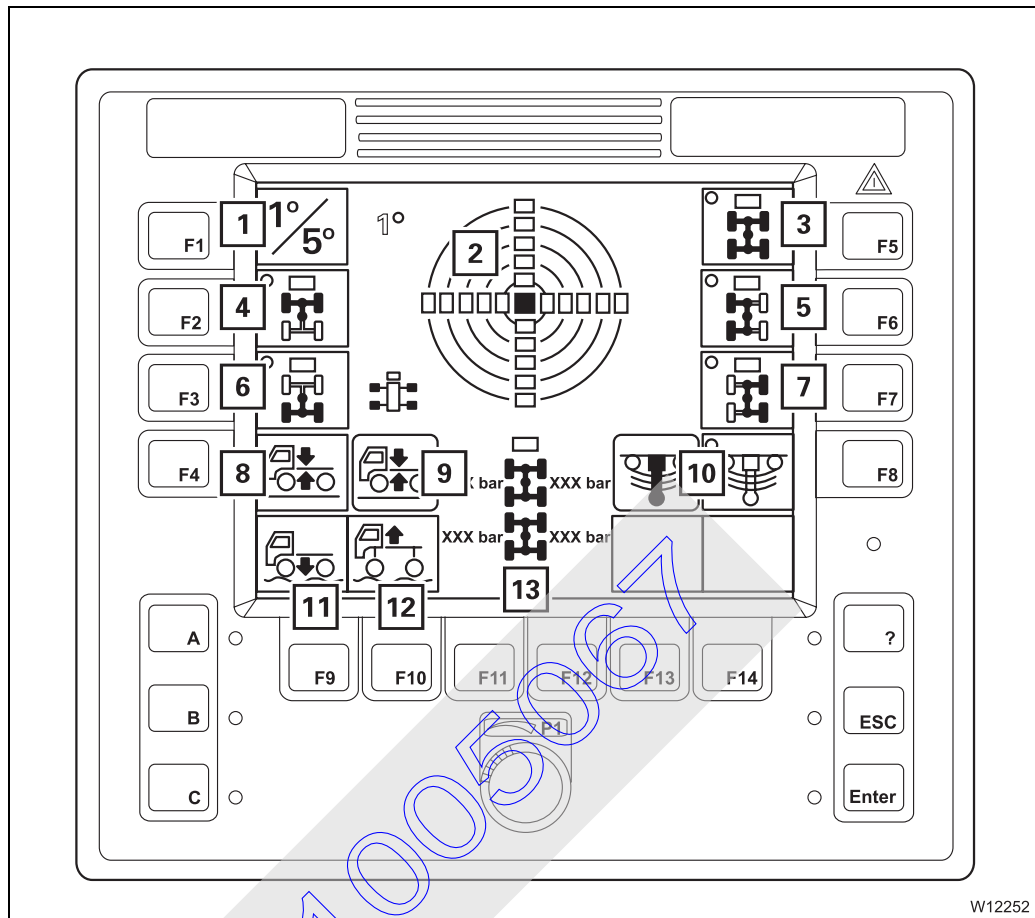 1 1°/5° 1° 3
F1 2 F5
4 5
F2 F6
6 7
F3 F7
8 9 10
F4 X bar XXX bar F8
XXX bar XXX bar
11 12 13
A F9 F10 F11 F12 F13 F14 ?
B P1 ESC
C Enter
1005067
W12252